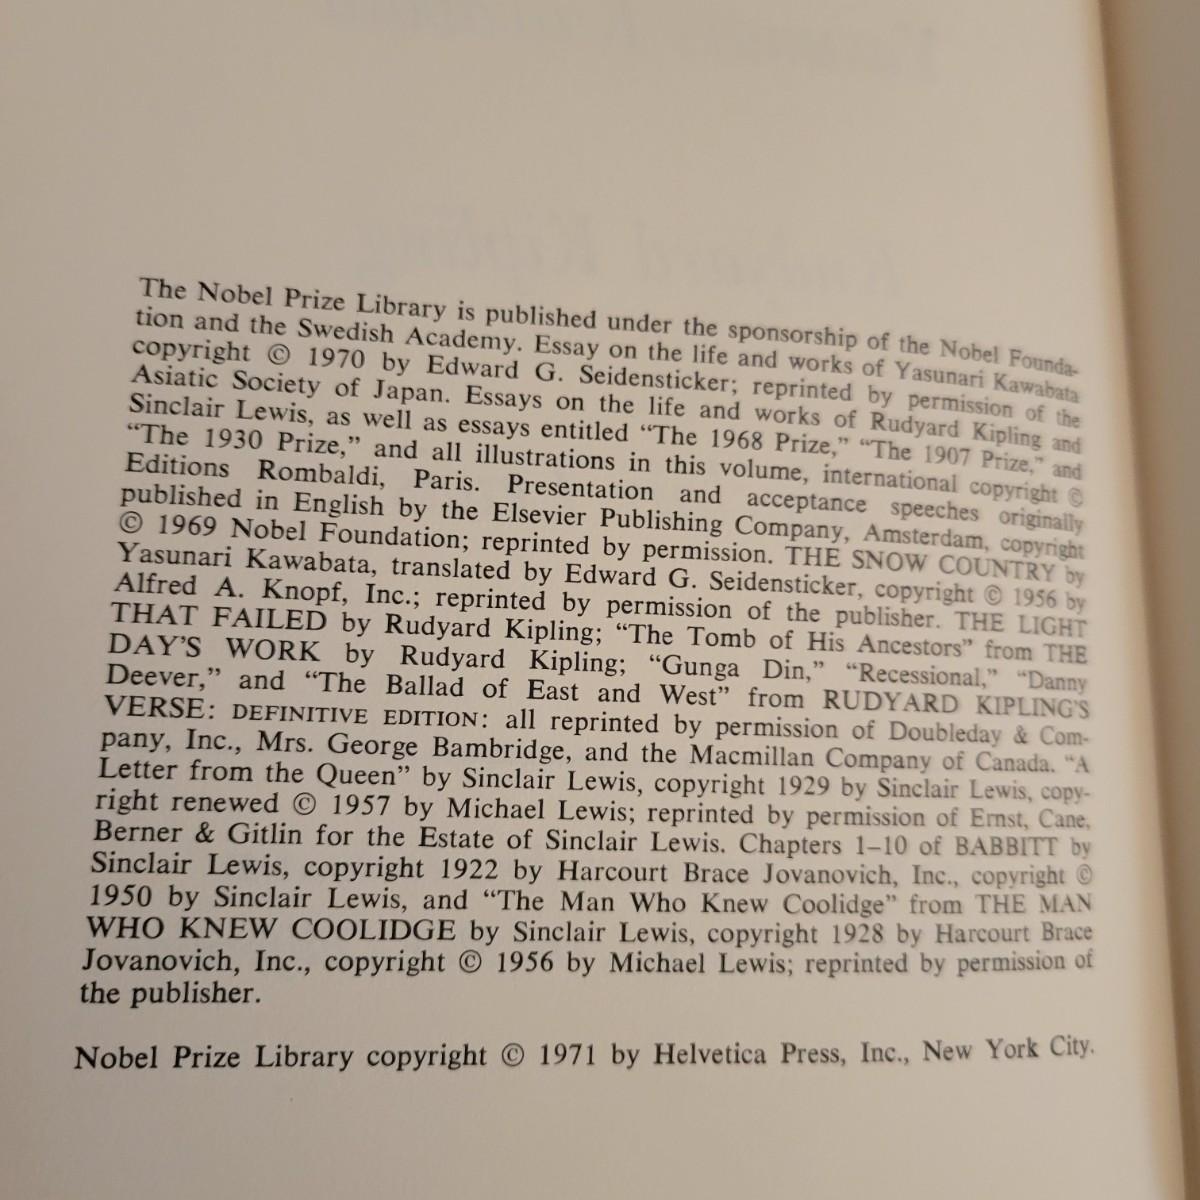 The Nobel Prize Library is published under the sponsorship of the Nobel Founda-
tion and the Swedish Academy. Essay on the life and works of Yasunari Kawabata
copyright © 1970 by Edward G. Seidensticker; reprinted by permission of the
Asiatic Society of Japan. Essays on the life and works of Rudyard Kipling and
Sinclair Lewis, as well as essays entitled “The 1968 Prize,” “The 1907 Prize,” and
“The 1930 Prize,” and all illustrations in this volume, international copyright ©
Editions Rombaldi, Paris. Presentation and acceptance speeches originally
published in English by the Elsevier Publishing Company, Amsterdam, copyright
© 1969 Nobel Foundation; reprinted by permission. THE SNOW COUNTRY by
Yasunari Kawabata, translated by Edward G. Seidensticker, copyright © 1956 by
Alfred A. Knopf, Inc.; reprinted by permission of the publisher. THE LIGHT
THAT FAILED by Rudyard Kipling; “The Tomb of His Ancestors” from THE
DAY’S WORK by Rudyard Kipling; “Gunga Din,” “Recessional,” “Danny
Deever,” and “The Ballad of East and West” from RUDYARD KIPLING’S
VERSE: DEFINITIVE EDITION: all reprinted by permission of Doubleday & Com-
pany, Inc., Mrs. George Bambridge, and the Macmillan Company of Canada. “A
Letter from the Queen” by Sinclair Lewis, copyright 1929 by Sinclair Lewis, copy-
right renewed © 1957 by Michael Lewis; reprinted by permission of Ernst, Cane,
Berner & Gitlin for the Estate of Sinclair Lewis. Chapters 1–10 of BABBITT by
Sinclair Lewis, copyright 1922 by Harcourt Brace Jovanovich, Inc., copyright ©
1950 by Sinclair Lewis, and “The Man Who Knew Coolidge” from THE MAN
WHO KNEW COOLIDGE by Sinclair Lewis, copyright 1928 by Harcourt Brace
Jovanovich, Inc., copyright © 1956 by Michael Lewis; reprinted by permission of
the publisher.
Nobel Prize Library copyright © 1971 by Helvetica Press, Inc., New York City.